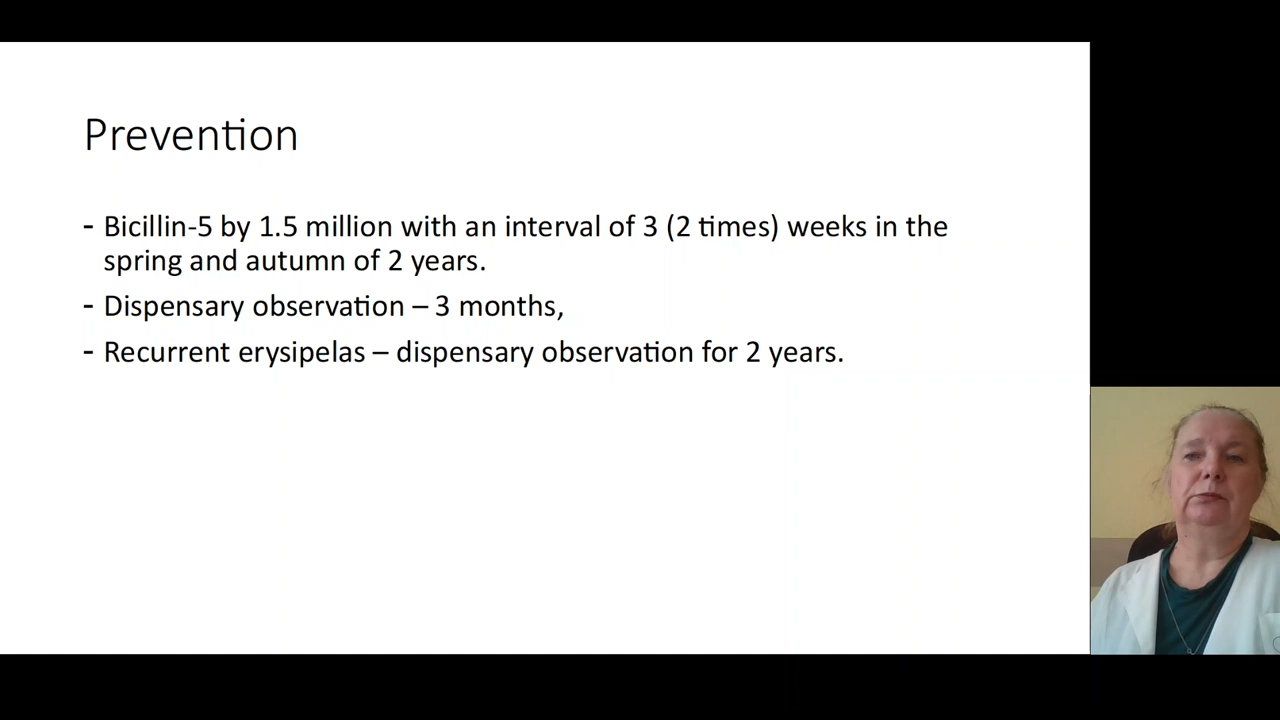 Prevention
- Bicillin-5 by 1.5 million with an interval of 3 (2 times) weeks in the
spring and autumn of 2 years.
- Dispensary observation – 3 months,
- Recurrent erysipelas – dispensary observation for 2 years.